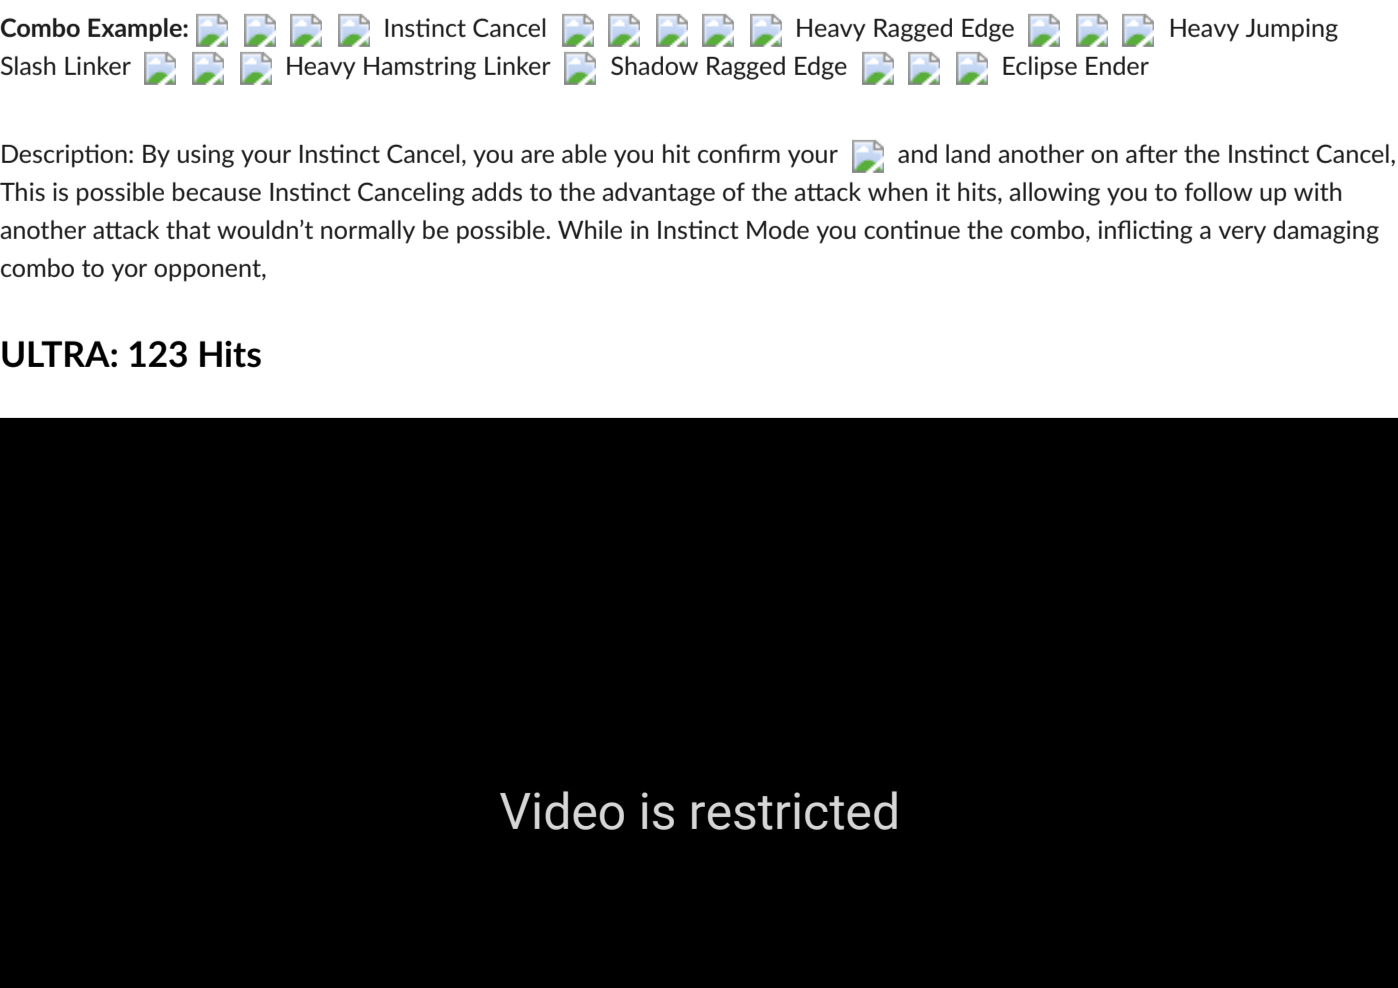 Combo Example: Instinct Cancel Heavy Ragged Edge Heavy Jumping
Slash Linker Heavy Hamstring Linker Shadow Ragged Edge Eclipse Ender
Description: By using your Instinct Cancel, you are able you hit confirm your and land another on after the Instinct Cancel,
This is possible because Instinct Canceling adds to the advantage of the attack when it hits, allowing you to follow up with
another attack that wouldn’t normally be possible. While in Instinct Mode you continue the combo, inflicting a very damaging
combo to yor opponent,
ULTRA: 123 Hits
Video is restricted